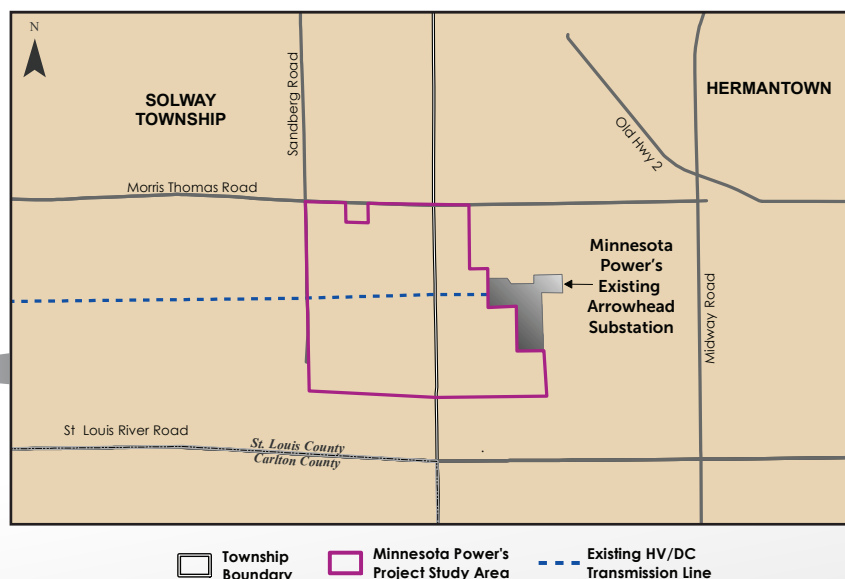 N
SOLWAY
TOWNSHIP
Sandberg Road
HERMANTOWN
Old Hwy 2
Morris Thomas Road
Minnesota
Power's
Existing
Arrowhead
Substation
Midway Road
St Louis River Road
St. Louis County
Carlton County
Township
Boundary
Minnesota Power's
Project Study Area
Existing HV/DC
Transmission Line